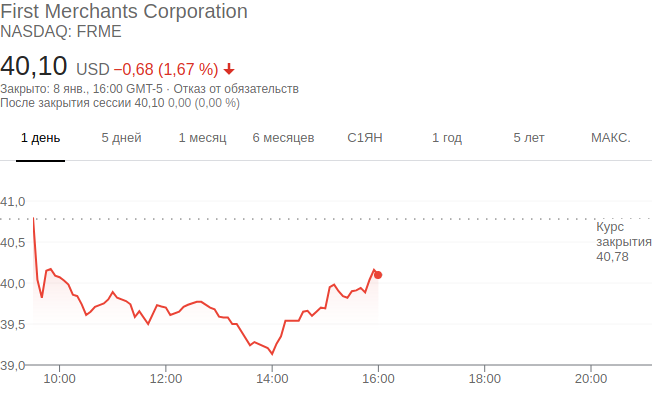 First Merchants Corporation
NASDAQ: FRME
40,10 USD −0,68 (1,67 %)
Закрыто: 8 янв., 16:00 GMT-5 · Отказ от обязательств
После закрытия сессии 40,10 0,00 (0,00 %)
1 день 5 дней 1 месяц 6 месяцев С1ЯН 1 год 5 лет МАКС.
41,0
Курс
закрытия
40,78
40,5
40,0
39,5
39,0
10:00 12:00 14:00 16:00 18:00 20:00